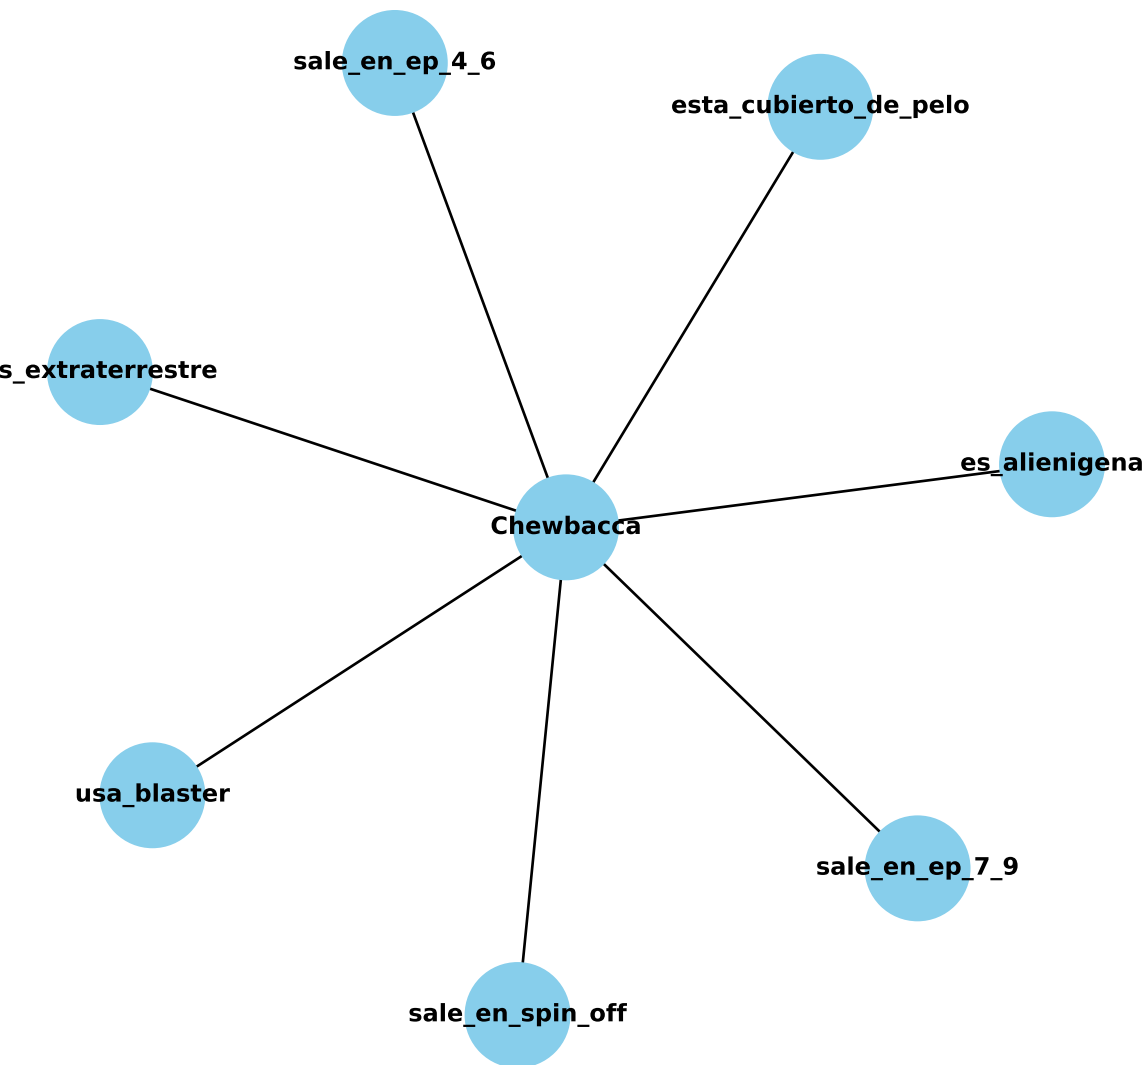 sale_en_ep_4_6
esta_cubierto_de_pelo
s_extraterrestre
es_alienigena
Chewbacca
usa_blaster
sale_en_ep_7_9
sale_en_spin_off